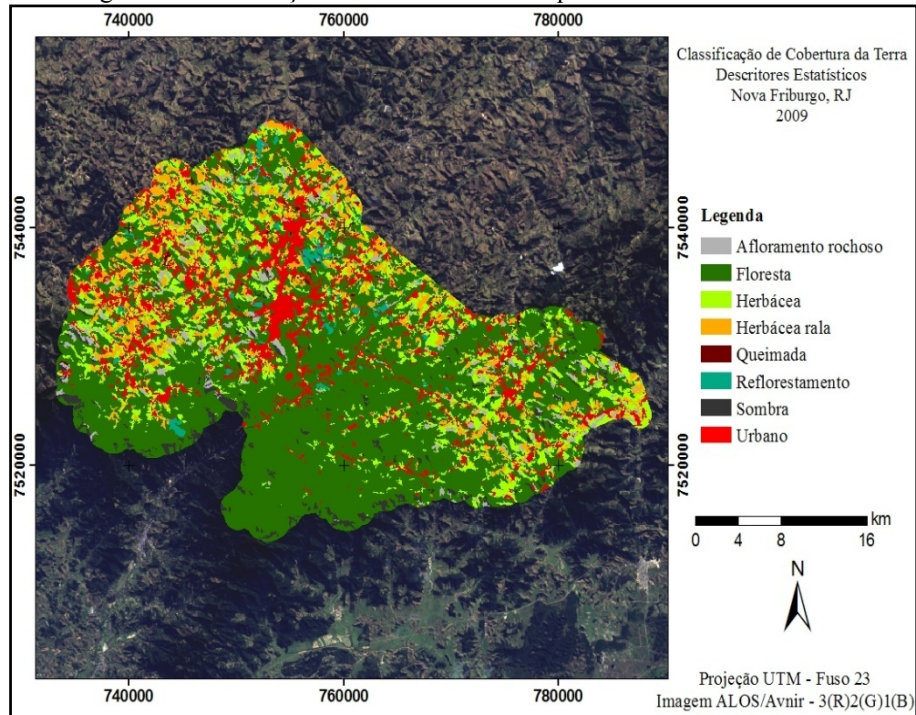 740000 760000 780000
Classificação de Cobertura da Terra
Descritores Estatísticos
Nova Friburgo, RJ
2009
7540000 7540000
Legenda
Afloramento rochoso
Floresta
Herbácea
Herbácea rala
Queimada
Reflorestamento
Sombra
Urbano
7520000 7520000
km
0 4 8 16
N
740000 760000 780000
Projeção UTM - Fuso 23
Imagem ALOS/Avnir - 3(R)2(G)1(B)